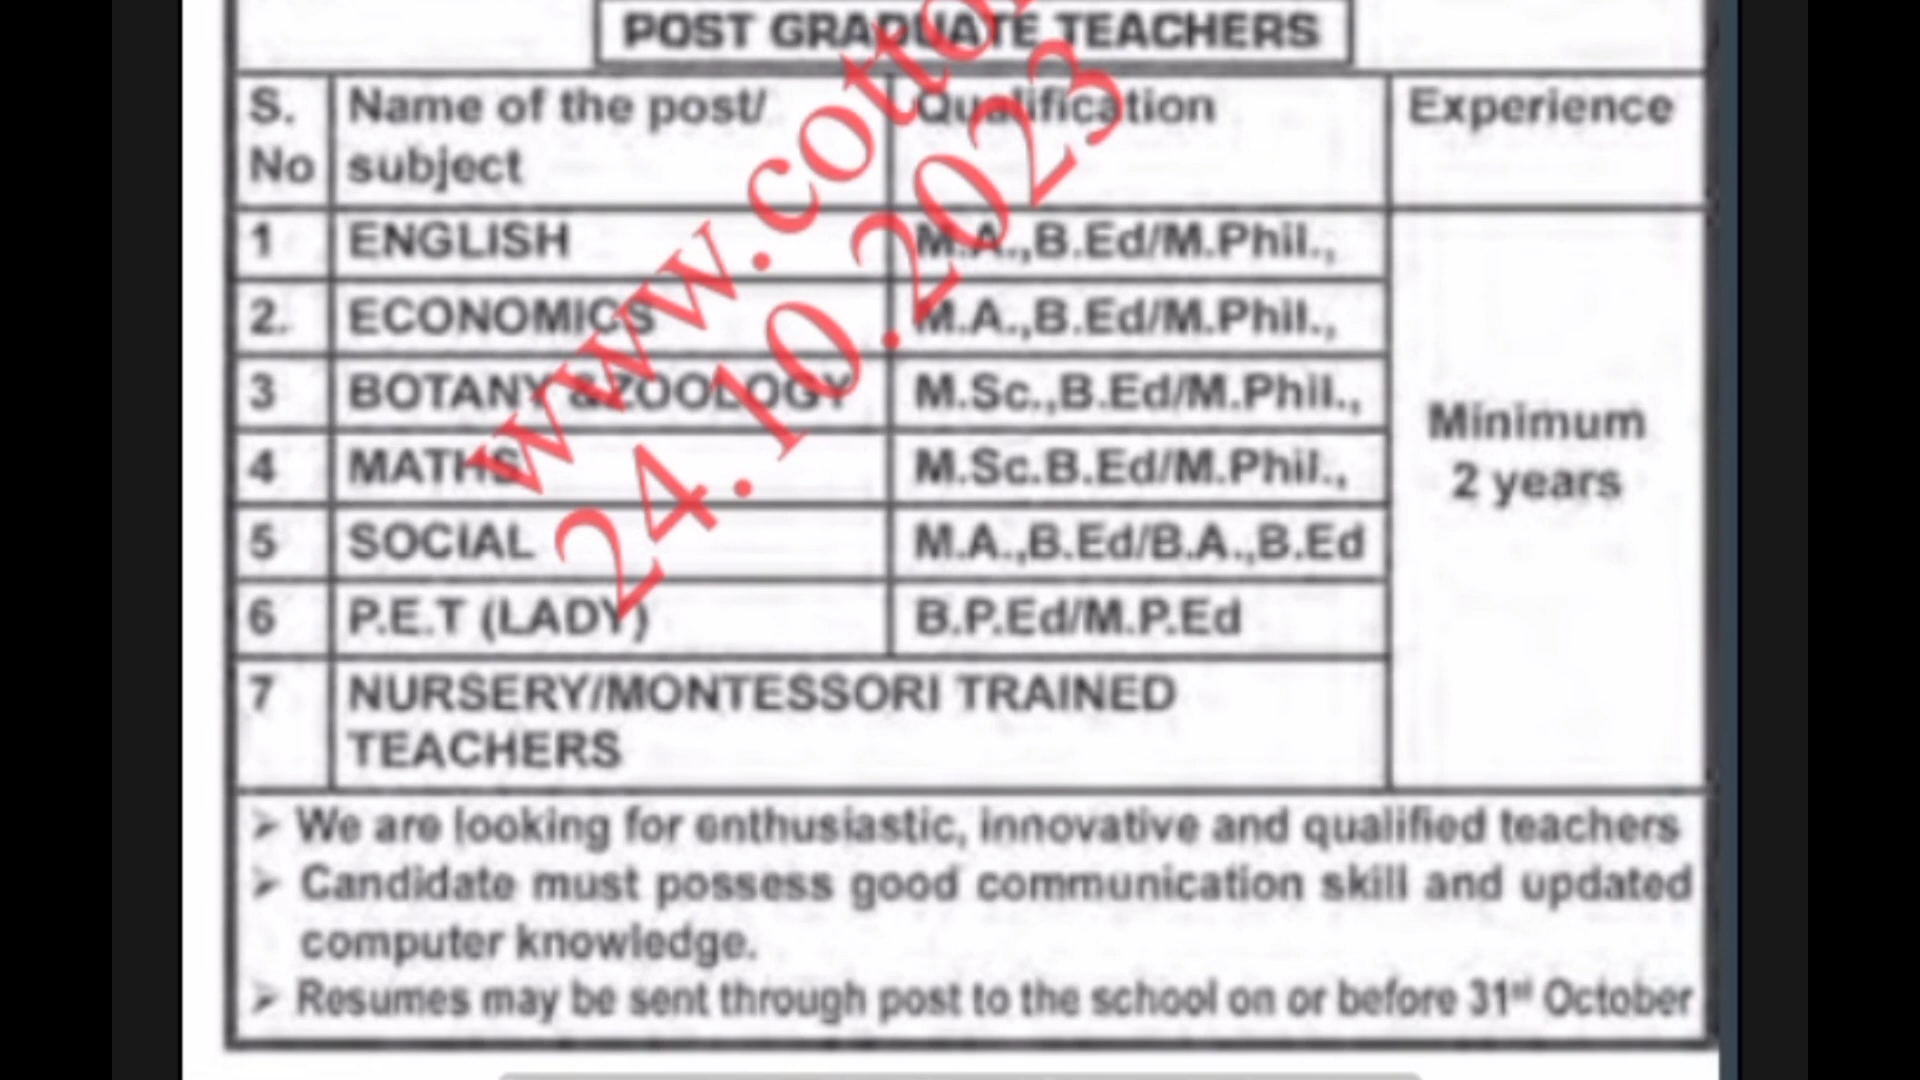 POST GRADUATE TEACHERS
S. No
Name of the post/ subject
Qualification
Experience
1 ENGLISH M.A.,B.Ed/M.Phil.,
2. ECONOMICS M.A.,B.Ed/M.Phil.,
3 BOTANY &ZOOLOGY M.Sc.,B.Ed/M.Phil.,
4 MATHS M.Sc.B.Ed/M.Phil.,
5 SOCIAL M.A.,B.Ed/B.A.,B.Ed
6 P.E.T (LADY) B.P.Ed/M.P.Ed
7 NURSERY/MONTESSORI TRAINED
TEACHERS
Minimum
2 years
➢ We are looking for enthusiastic, innovative and qualified teachers
➢ Candidate must possess good communication skill and updated
computer knowledge.
➢ Resumes may be sent through post to the school on or before 31st October
www.cotto
24.10.2023